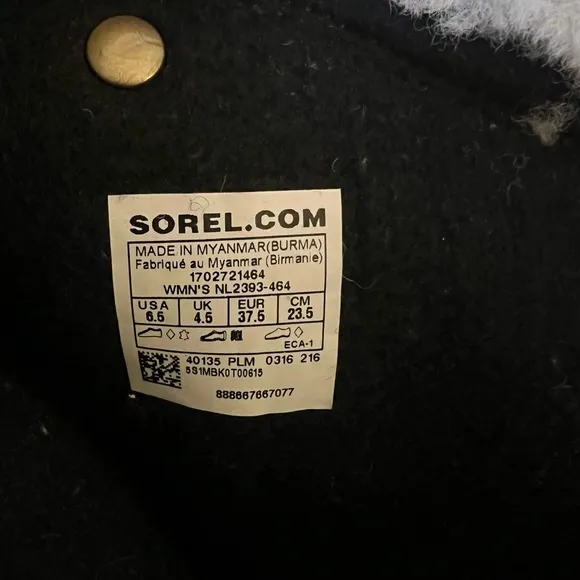 SOREL.COM
MADE IN MYANMAR(BURMA)
Fabriqué au Myanmar (Birmanie)
1702721464
WMN'S NL2393-464
USA UK EUR CM
6.5 4.5 37.5 23.5
ECA-1
40135 PLM 0316 216
5S1MBK0T00615
888667667077